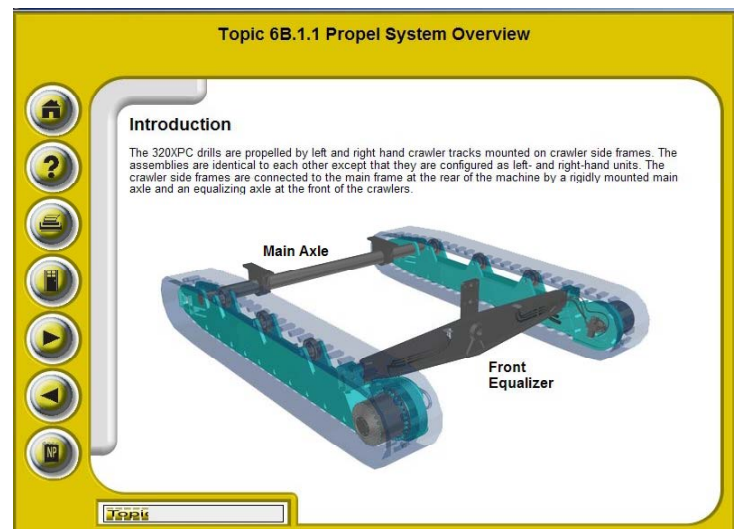 Topic 6B.1.1 Propel System Overview
Introduction
The 320XPC drills are propelled by left and right hand crawler tracks mounted on crawler side frames. The
assemblies are identical to each other except that they are configured as left- and right-hand units. The
crawler side frames are connected to the main frame at the rear of the machine by a rigidly mounted main
axle and an equalizing axle at the front of the crawlers.
Main Axle
Front
Equalizer
?
NP
Topic